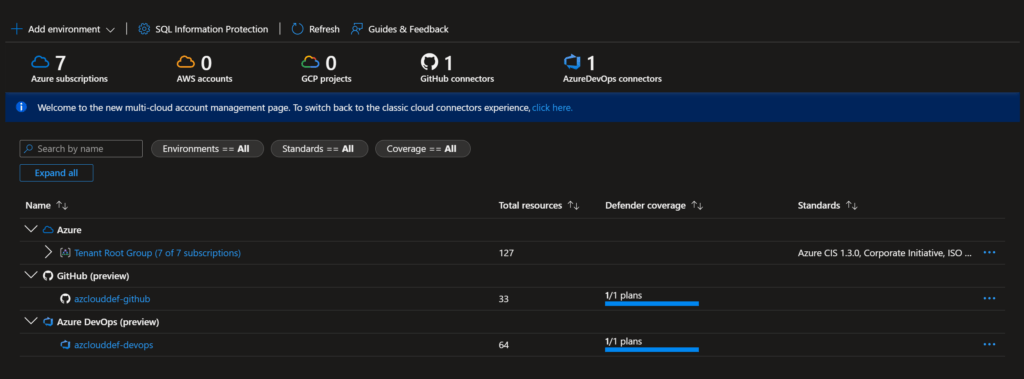 Add environment SQL Information Protection Refresh Guides & Feedback
7 0 0 1 1
Azure subscriptions AWS accounts GCP projects GitHub connectors AzureDevOps connectors
Welcome to the new multi-cloud account management page. To switch back to the classic cloud connectors experience, click here.
Search by name Environments == All Standards == All Coverage == All
Expand all
Name Total resources Defender coverage Standards
Azure
Tenant Root Group (7 of 7 subscriptions) 127 Azure CIS 1.3.0, Corporate Initiative, ISO ...
GitHub (preview)
azclouddef-github 33 1/1 plans
Azure DevOps (preview)
azclouddef-devops 64 1/1 plans